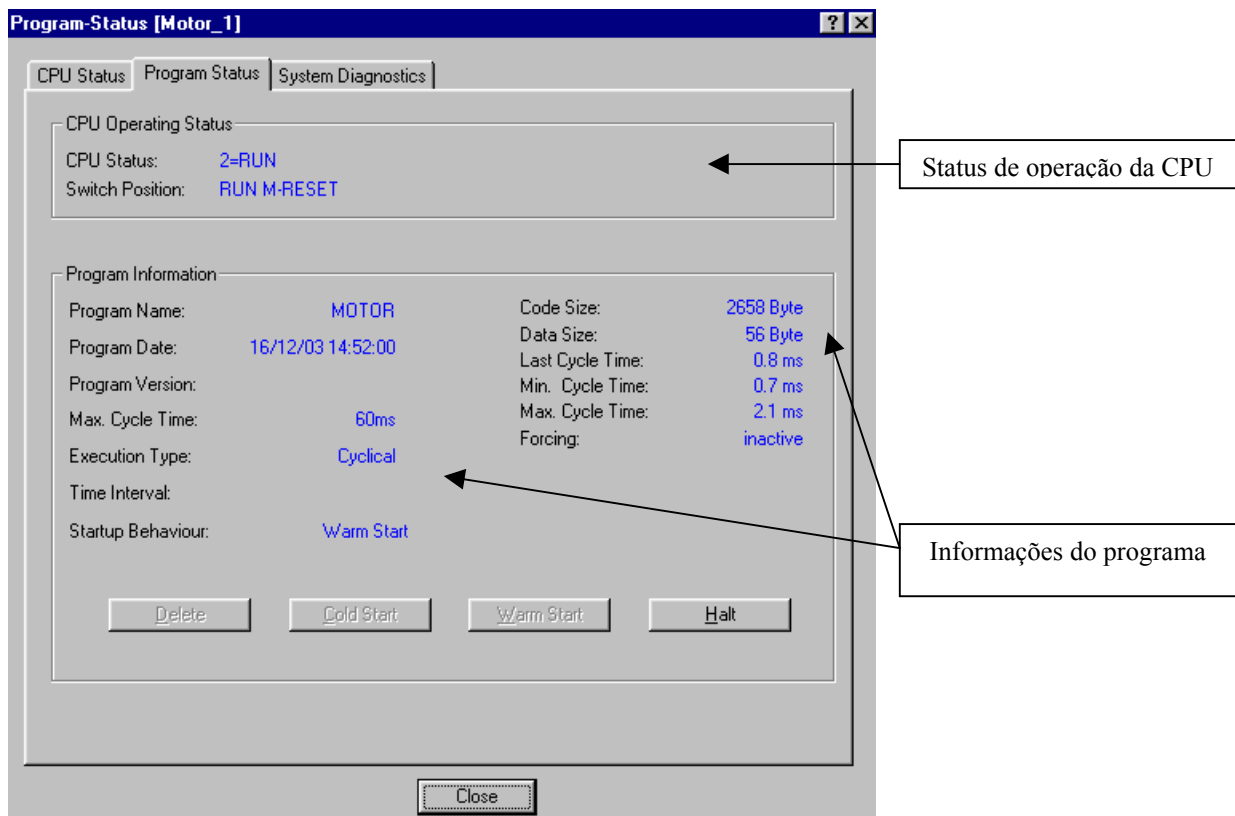 Program-Status [Motor_1]
CPU Status
Program Status
System Diagnostics
CPU Operating Status
CPU Status: 2=RUN
Switch Position: RUN M-RESET
Status de operação da CPU
Program Information
Program Name: MOTOR
Program Date: 16/12/03 14:52:00
Program Version:
Max. Cycle Time: 60ms
Execution Type: Cyclical
Time Interval:
Startup Behaviour: Warm Start
Code Size: 2658 Byte
Data Size: 56 Byte
Last Cycle Time: 0.8 ms
Min. Cycle Time: 0.7 ms
Max. Cycle Time: 2.1 ms
Forcing: inactive
Informações do programa
Delete
Cold Start
Warm Start
Halt
Close